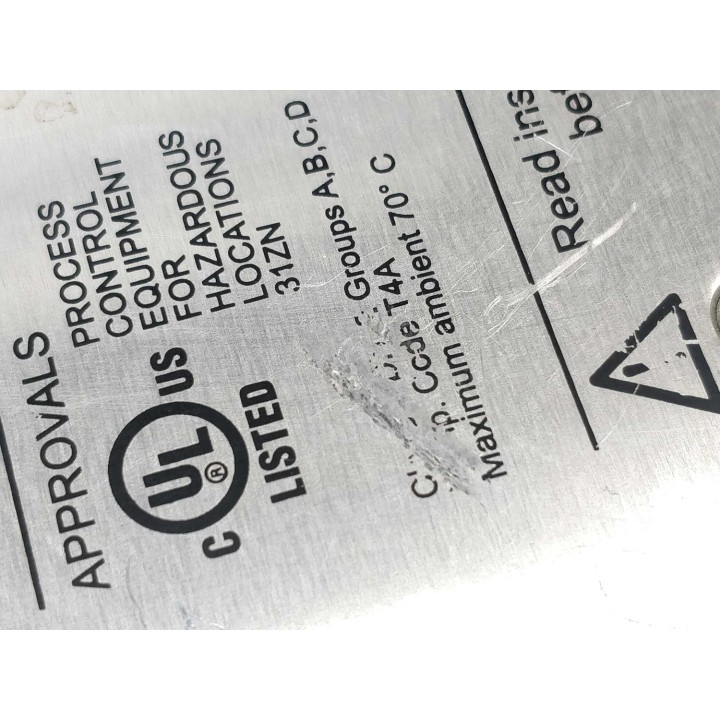 APPROVALS
PROCESS
CONTROL
EQUIPMENT
FOR
HAZARDOUS
LOCATIONS
31ZN
C UL US
®
LISTED
Groups A,B,C,D
Code T4A
Maximum ambient 70° C
Read ins
be